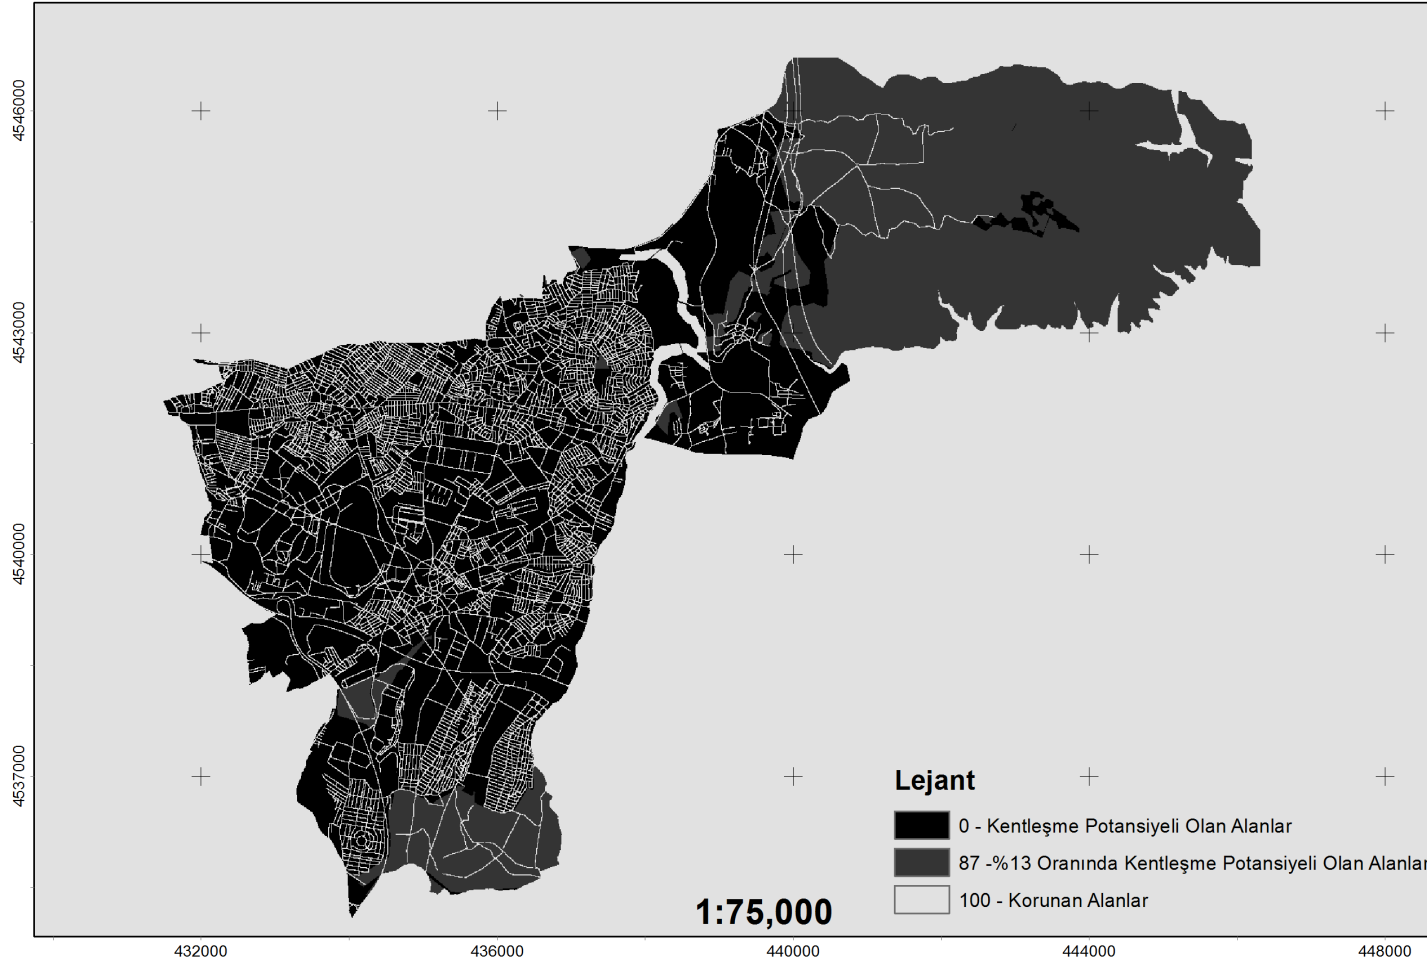 4546000
4543000
4540000
4537000
Lejant
0 - Kentleşme Potansiyeli Olan Alanlar
87 -%13 Oranında Kentleşme Potansiyeli Olan Alanlar
100 - Korunan Alanlar
1:75,000
432000 436000 440000 444000 448000